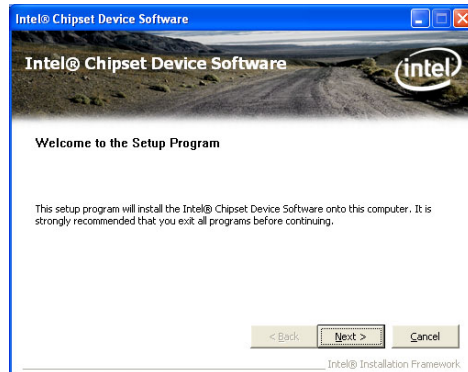 Intel® Chipset Device Software
Intel® Chipset Device Software
intel
Welcome to the Setup Program
This setup program will install the Intel® Chipset Device Software onto this computer. It is
strongly recommended that you exit all programs before continuing.
< Back Next > Cancel
Intel® Installation Framework